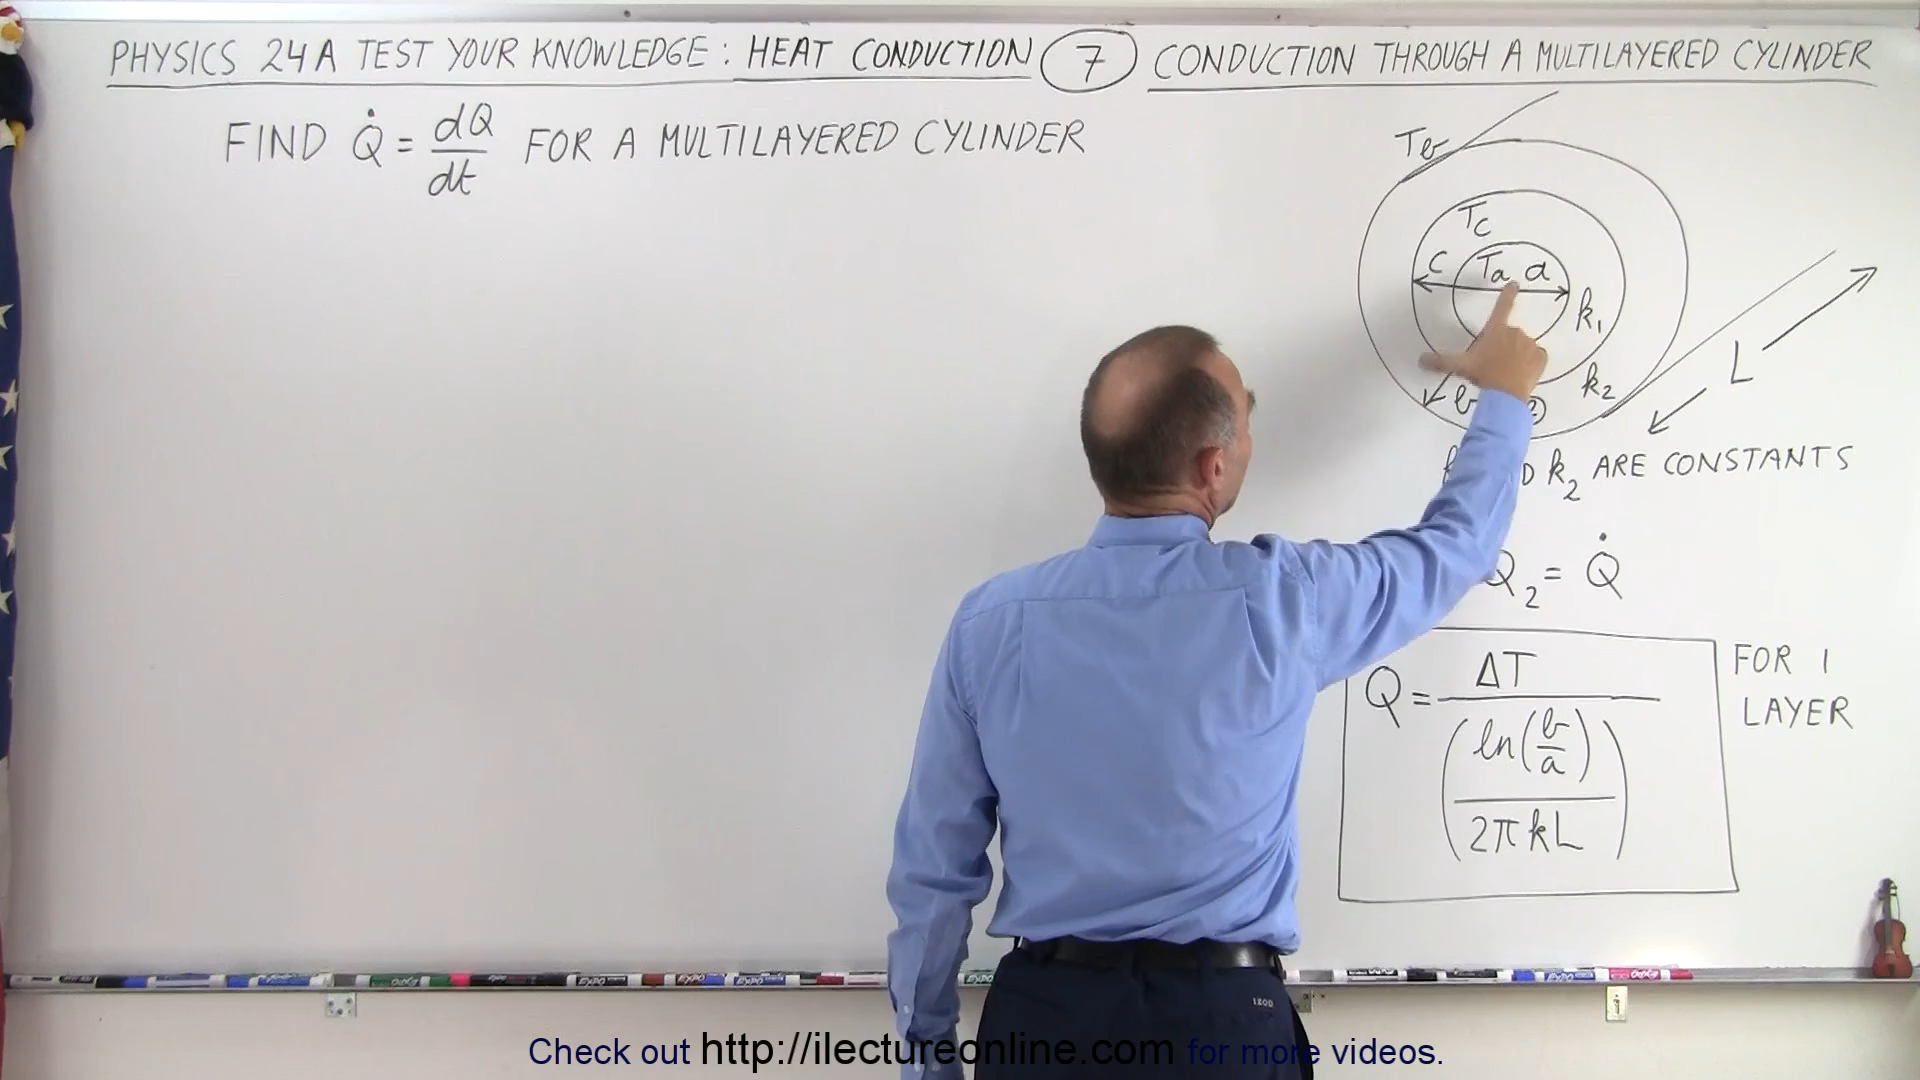 PHYSICS 24A TEST YOUR KNOWLEDGE: HEAT CONDUCTION 7 CONDUCTION THROUGH A MULTILAYERED CYLINDER
FIND Q̇ = dQ/dt FOR A MULTILAYERED CYLINDER
Tb
Tc
c Ta a
k₁
k₂
b
L
k₂ ARE CONSTANTS
Q₂ = Q̇
Q = ΔT / (ln(b/a) / 2πkL)
FOR 1
LAYER
IZOD
Check out http://ilectureonline.com for more videos.